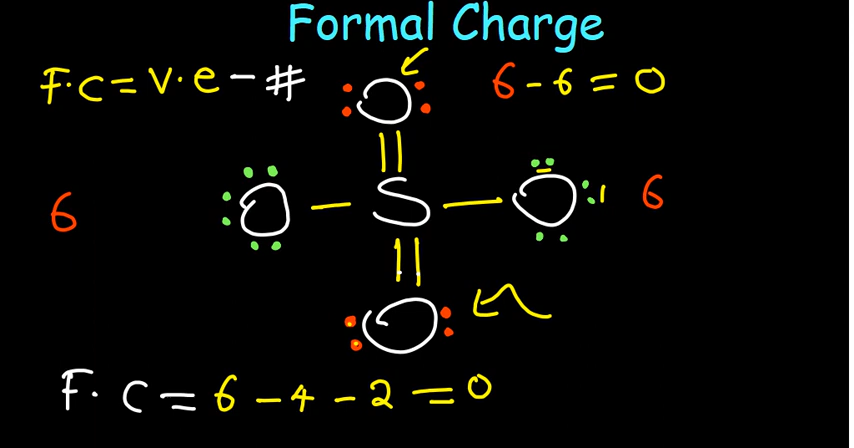 Formal Charge
F.C = V.e - #
O
6 - 6 = 0
6
O - S - O
6
O
F. C = 6 - 4 - 2 = 0